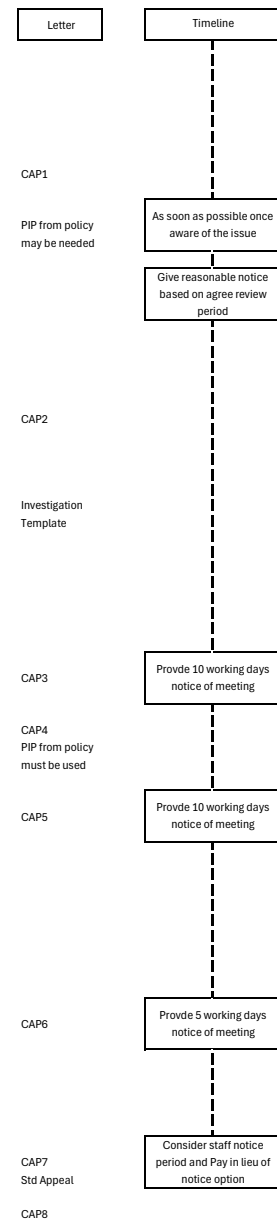 Letter
Timeline
CAP1
As soon as possible once
aware of the issue
PIP from policy
may be needed
Give reasonable notice
based on agree review
period
CAP2
Investigation
Template
Provde 10 working days
notice of meeting
CAP3
CAP4
PIP from policy
must be used
Provde 10 working days
notice of meeting
CAP5
Provde 5 working days
notice of meeting
CAP6
Consider staff notice
period and Pay in lieu of
notice option
CAP7
Std Appeal
CAP8